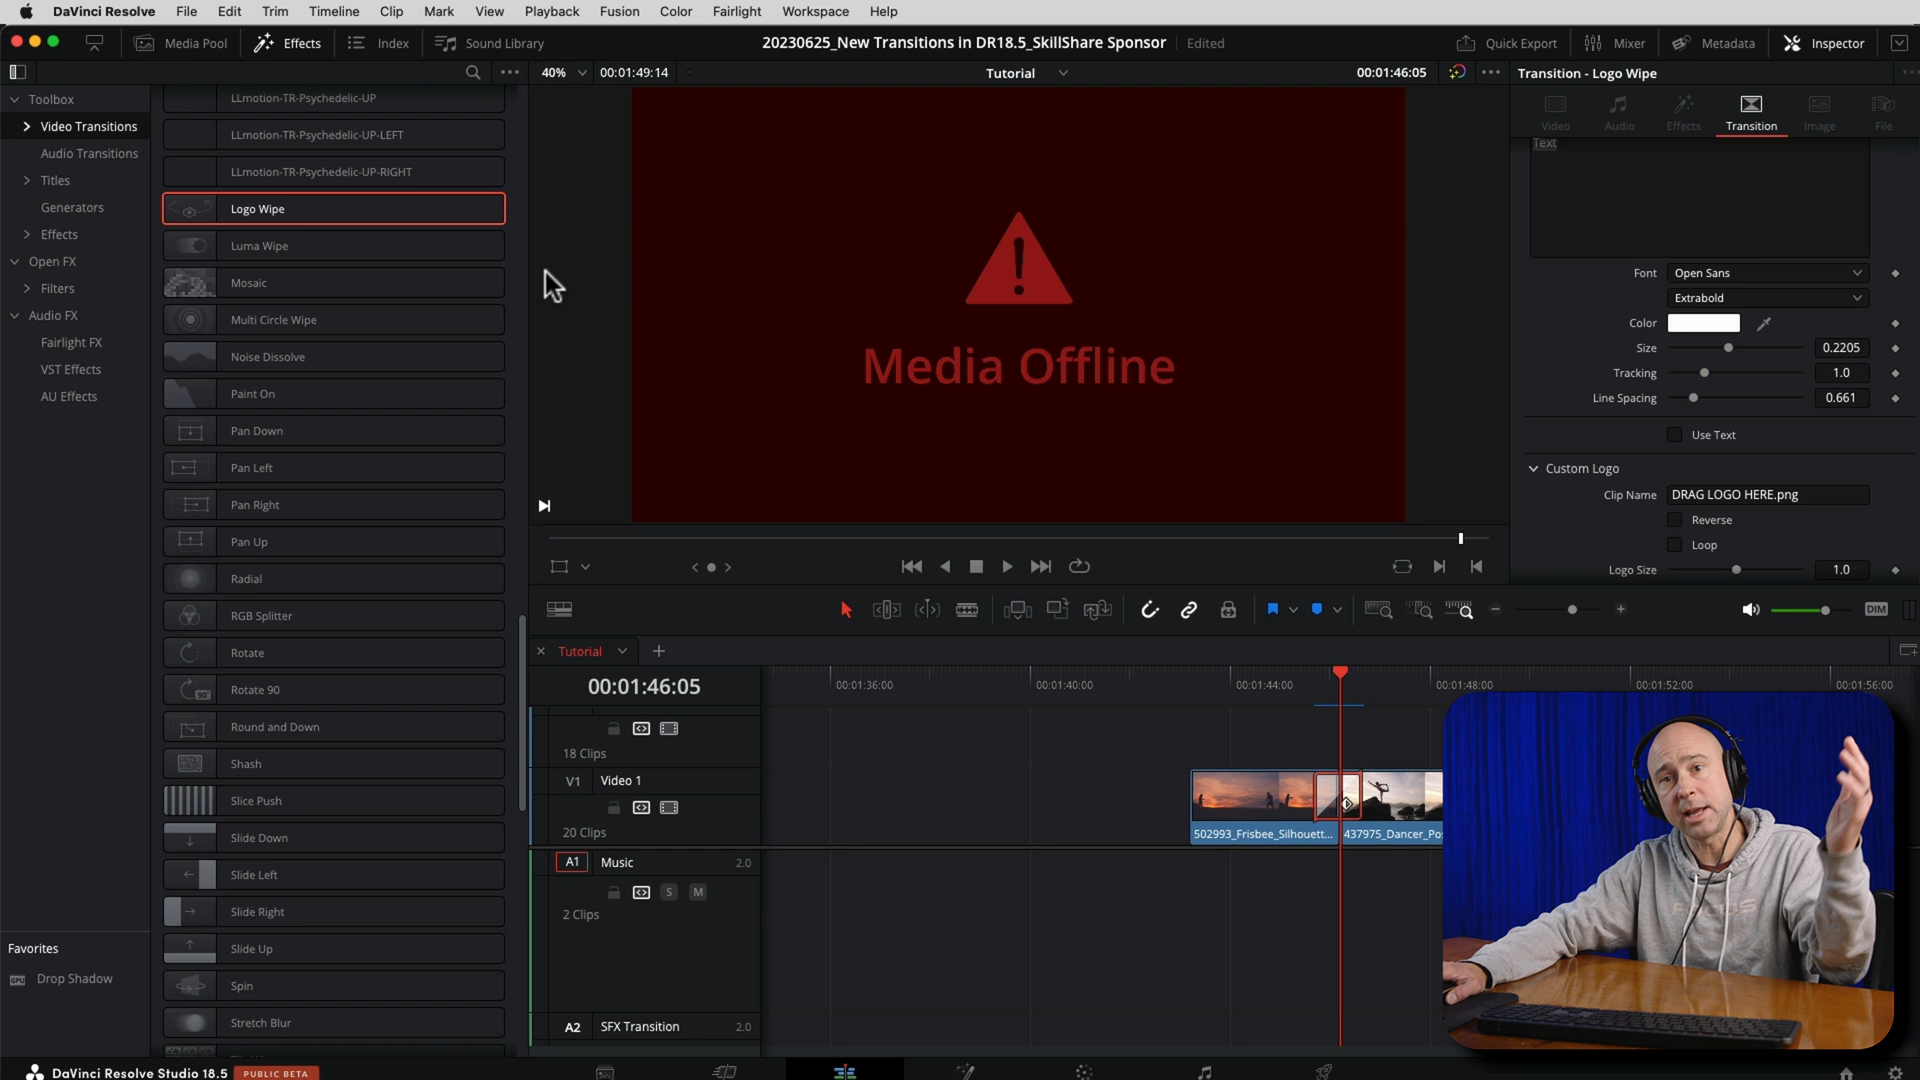 DaVinci Resolve File Edit Trim Timeline Clip Mark View Playback Fusion Color Fairlight Workspace Help
Media Pool Effects Index Sound Library 20230625_New Transitions in DR18.5_SkillShare Sponsor Edited Quick Export Mixer Metadata Inspector
40% 00:01:49:14 Tutorial 00:01:46:05 Transition - Logo Wipe
Toolbox
Video Transitions
Audio Transitions
Titles
Generators
Effects
Open FX
Filters
Audio FX
Fairlight FX
VST Effects
AU Effects
Favorites
Drop Shadow
LLmotion-TR-Psychedelic-UP
LLmotion-TR-Psychedelic-UP-LEFT
LLmotion-TR-Psychedelic-UP-RIGHT
Logo Wipe
Luma Wipe
Mosaic
Multi Circle Wipe
Noise Dissolve
Paint On
Pan Down
Pan Left
Pan Right
Pan Up
Radial
RGB Splitter
Rotate
Rotate 90
Round and Down
Shash
Slice Push
Slide Down
Slide Left
Slide Right
Slide Up
Spin
Stretch Blur
Media Offline
Video Audio Effects Transition Image File
Text
Font Open Sans
Extrabold
Color
Size 0.2205
Tracking 1.0
Line Spacing 0.661
Use Text
Custom Logo
Clip Name DRAG LOGO HERE.png
Reverse
Loop
Logo Size 1.0
DIM
Tutorial
00:01:46:05 00:01:36:00 00:01:40:00 00:01:44:00 00:01:48:00 00:01:52:00 00:01:56:00
18 Clips
V1 Video 1
20 Clips
502993_Frisbee_Silhouett... 437975_Dancer_Po
A1 Music 2.0
S M
2 Clips
A2 SFX Transition 2.0
DaVinci Resolve Studio 18.5 PUBLIC BETA